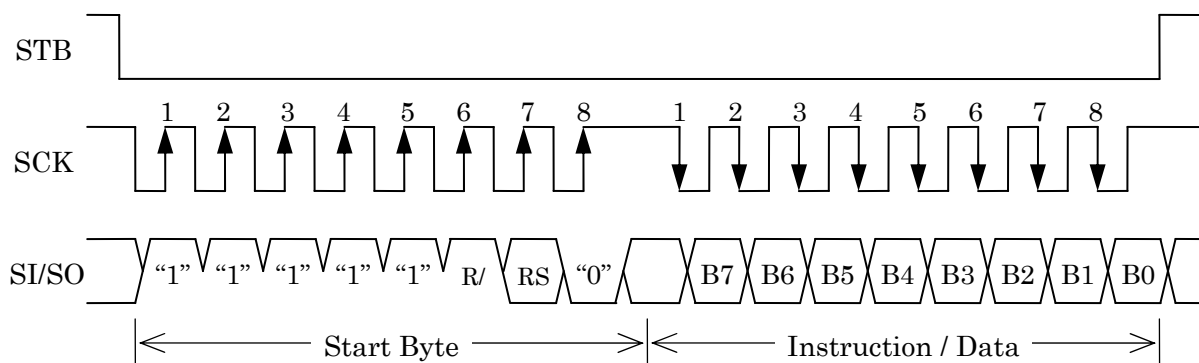 STB
1 2 3 4 5 6 7 8 1 2 3 4 5 6 7 8
SCK
SI/SO “1” “1” “1” “1” “1” R/ RS “0” B7 B6 B5 B4 B3 B2 B1 B0
Start Byte Instruction / Data